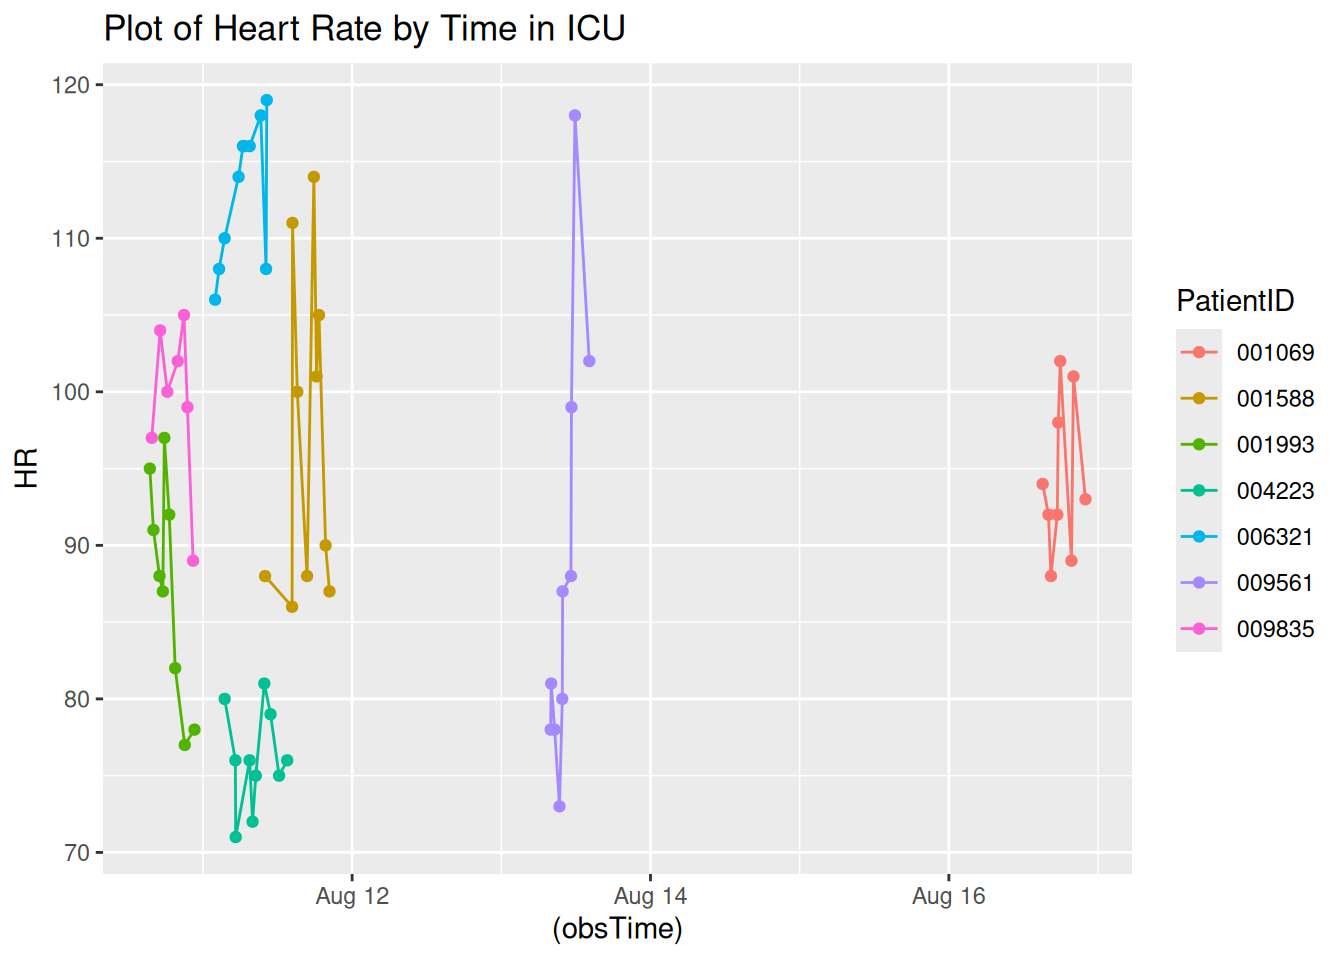 Plot of Heart Rate by Time in ICU
120
110
100
90
80
70
HR
Aug 12
Aug 14
Aug 16
(obsTime)
PatientID
001069
001588
001993
004223
006321
009561
009835